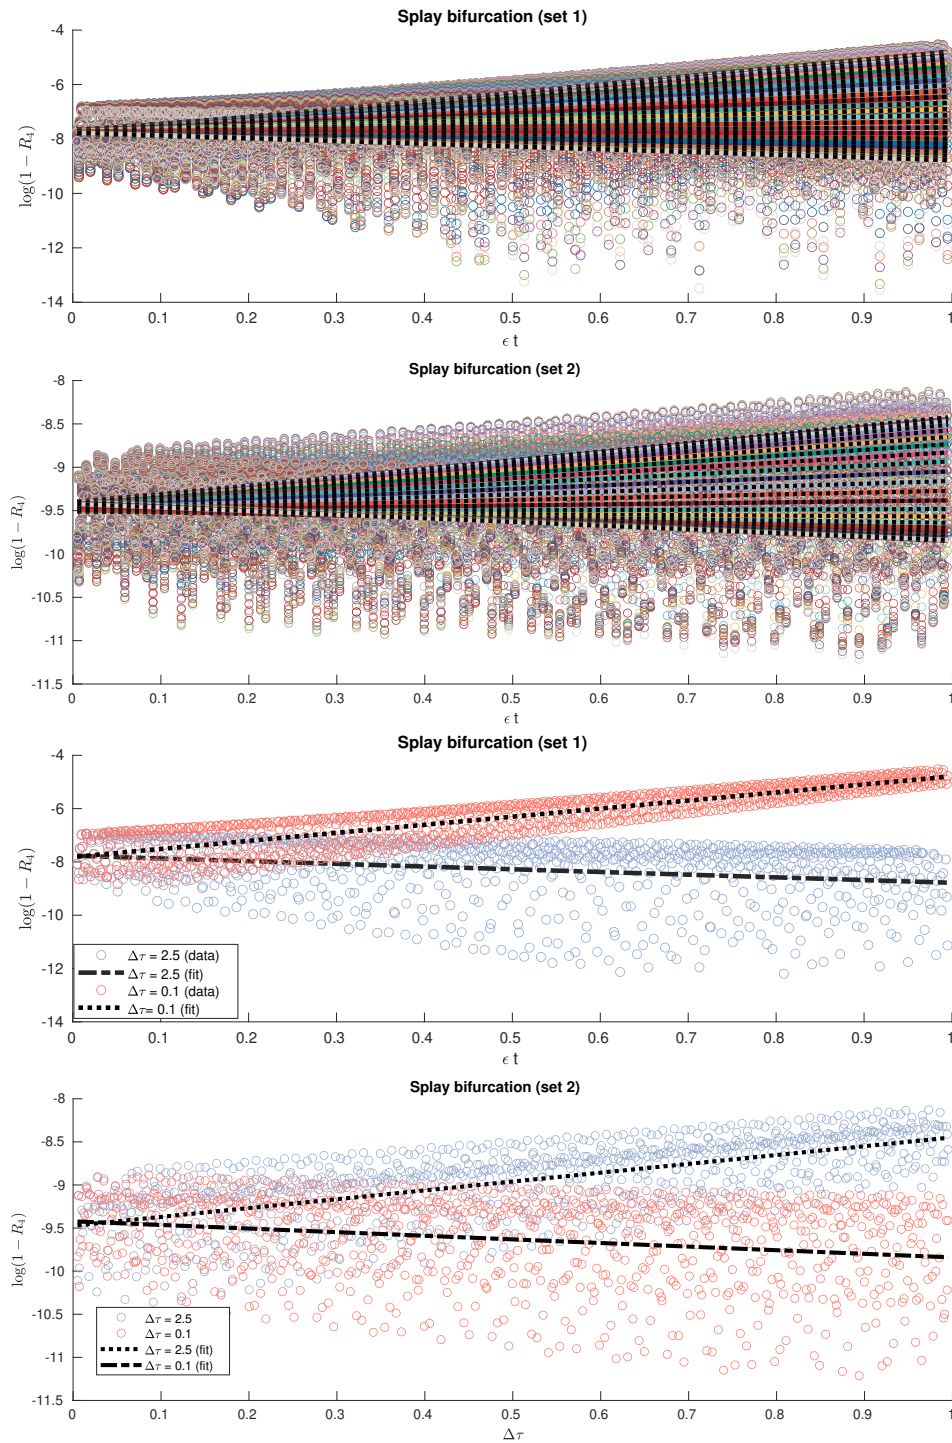 Splay bifurcation (set 1)
-4
-6
-8
-10
-12
-14
log(1 − R₄)
0 0.1 0.2 0.3 0.4 0.5 0.6 0.7 0.8 0.9 1
ϵ t
Splay bifurcation (set 2)
-8
-8.5
-9
-9.5
-10
-10.5
-11
-11.5
log(1 − R₄)
0 0.1 0.2 0.3 0.4 0.5 0.6 0.7 0.8 0.9 1
ϵ t
Splay bifurcation (set 1)
-4
-6
-8
-10
-12
-14
log(1 − R₄)
Δτ = 2.5 (data)
Δτ = 2.5 (fit)
Δτ = 0.1 (data)
Δτ= 0.1 (fit)
0 0.1 0.2 0.3 0.4 0.5 0.6 0.7 0.8 0.9 1
ϵ t
Splay bifurcation (set 2)
-8
-8.5
-9
-9.5
-10
-10.5
-11
-11.5
log(1 − R₄)
Δτ = 2.5
Δτ = 0.1
Δτ = 2.5 (fit)
Δτ = 0.1 (fit)
0 0.1 0.2 0.3 0.4 0.5 0.6 0.7 0.8 0.9 1
Δτ